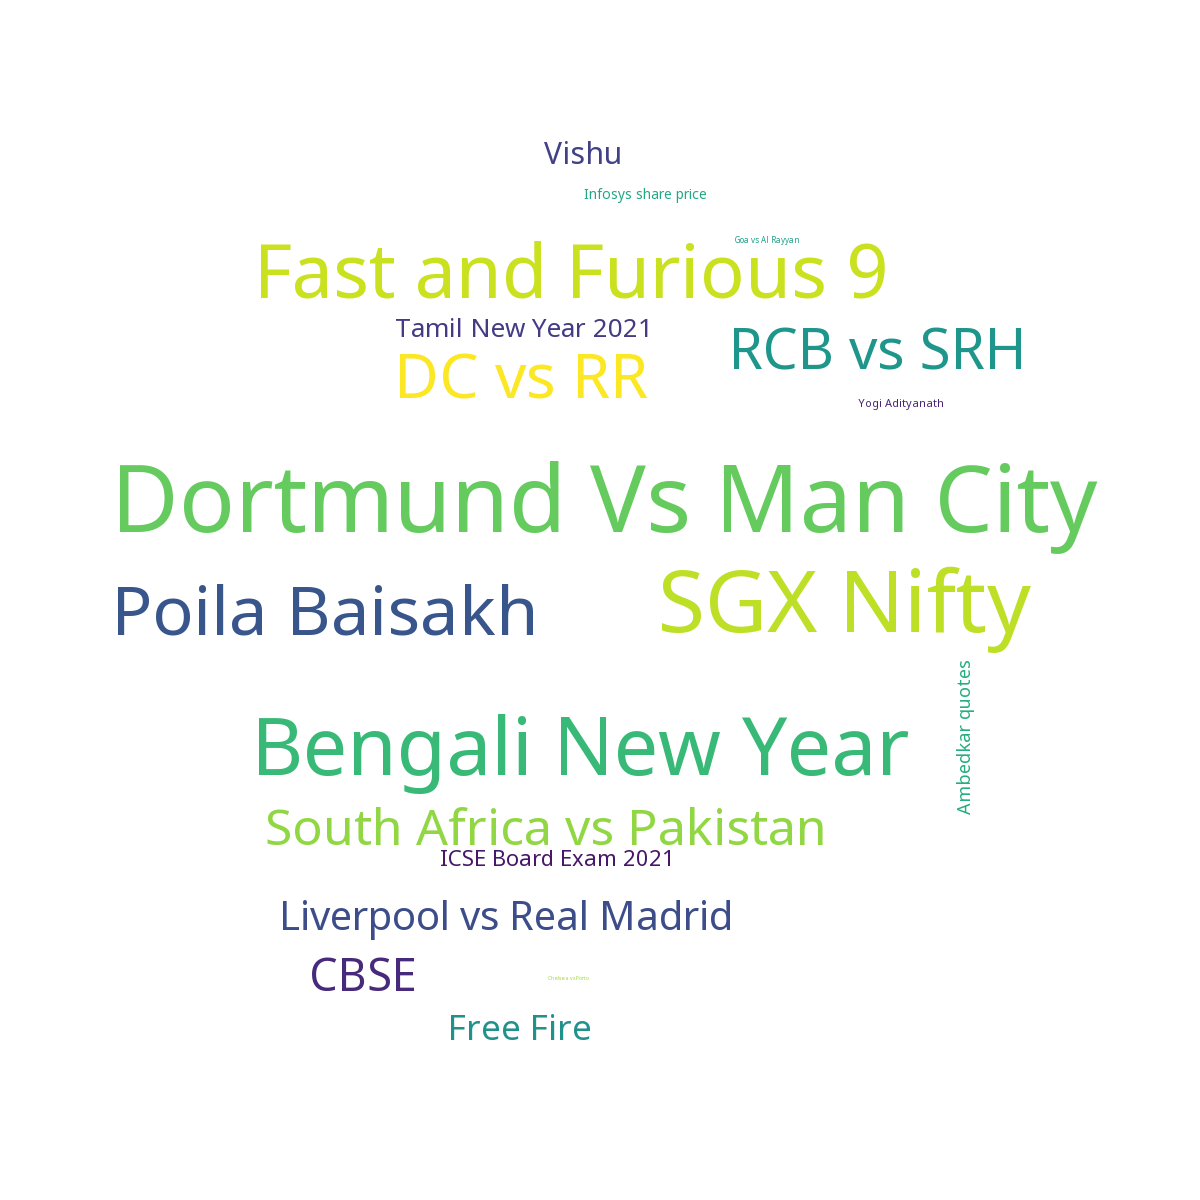 Vishu
Infosys share price
Goa vs Al Rayyan
Fast and Furious 9
Tamil New Year 2021
RCB vs SRH
DC vs RR
Yogi Adityanath
Dortmund Vs Man City
SGX Nifty
Poila Baisakh
Ambedkar quotes
Bengali New Year
South Africa vs Pakistan
ICSE Board Exam 2021
Liverpool vs Real Madrid
CBSE
Chelsea vs Porto
Free Fire